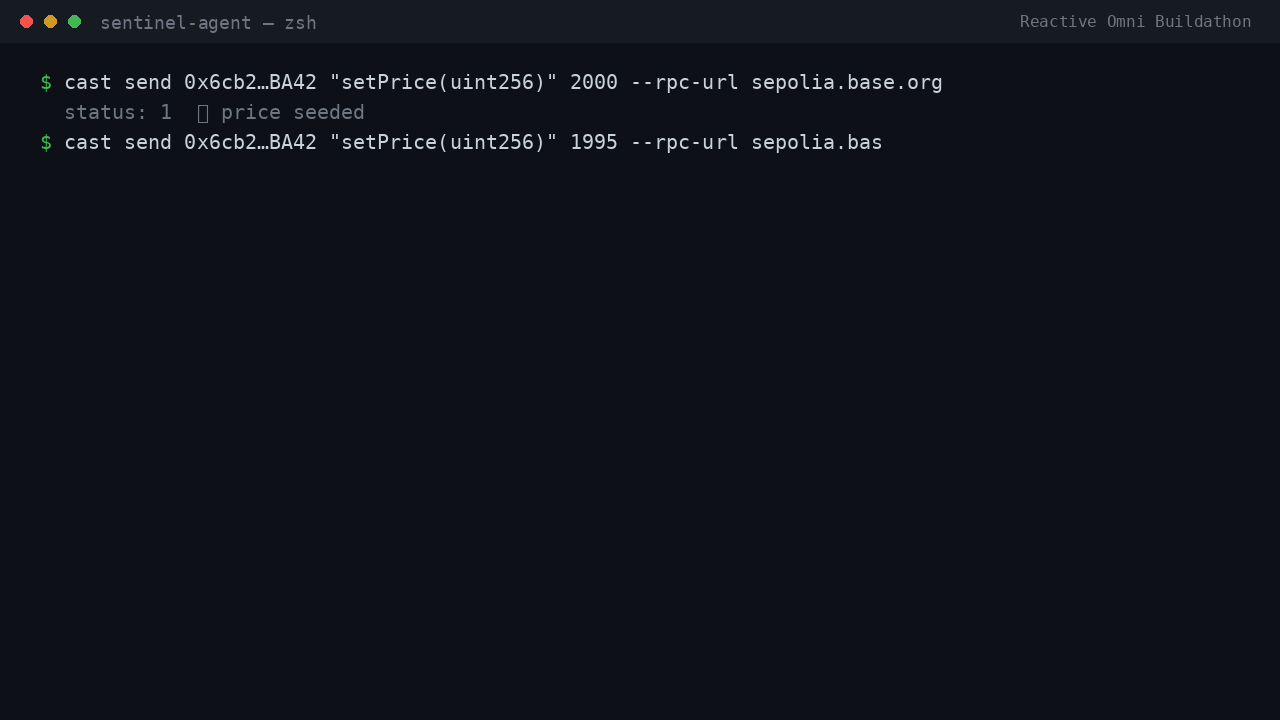 sentinel-agent — zsh
Reactive Omni Buildathon
$ cast send 0x6cb2…BA42 "setPrice(uint256)" 2000 --rpc-url sepolia.base.org
status: 1 ▯ price seeded
$ cast send 0x6cb2…BA42 "setPrice(uint256)" 1995 --rpc-url sepolia.bas